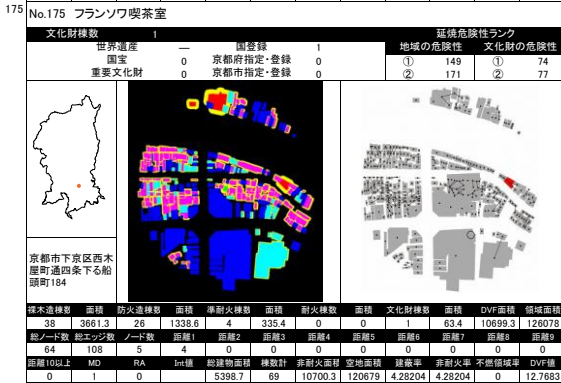 175
No.175 フランソワ喫茶室
文化財棟数 1
世界遺産 — 国登録 1
国宝 0 京都府指定・登録 0
重要文化財 0 京都市指定・登録 0
延焼危険性ランク
地域の危険性 文化財の危険性
① 149 ① 74
② 171 ② 77
京都市下京区西木
屋町通四条下る船
頭町184
裸木造棟数 面積 防火造棟数 面積 準耐火棟数 面積 耐火棟数 面積 文化財棟数 面積 DVF面積 領域面積
38 3661.3 26 1338.6 4 335.4 0 0 1 63.4 10699.3 126078
総ノード数 総エッジ数 ノード数 距離1 距離2 距離3 距離4 距離5 距離6 距離7 距離8 距離9
64 108 5 4 0 0 0 0 0 0 0 0
距離10以上 MD RA Int値 総建物面積 棟数計 非耐火面積 空地面積 建蔽率 非耐火率 不燃領域率 DVF値
0 1 0 5398.7 69 10700.3 120679 4.28204 4.28204 0 12.7683